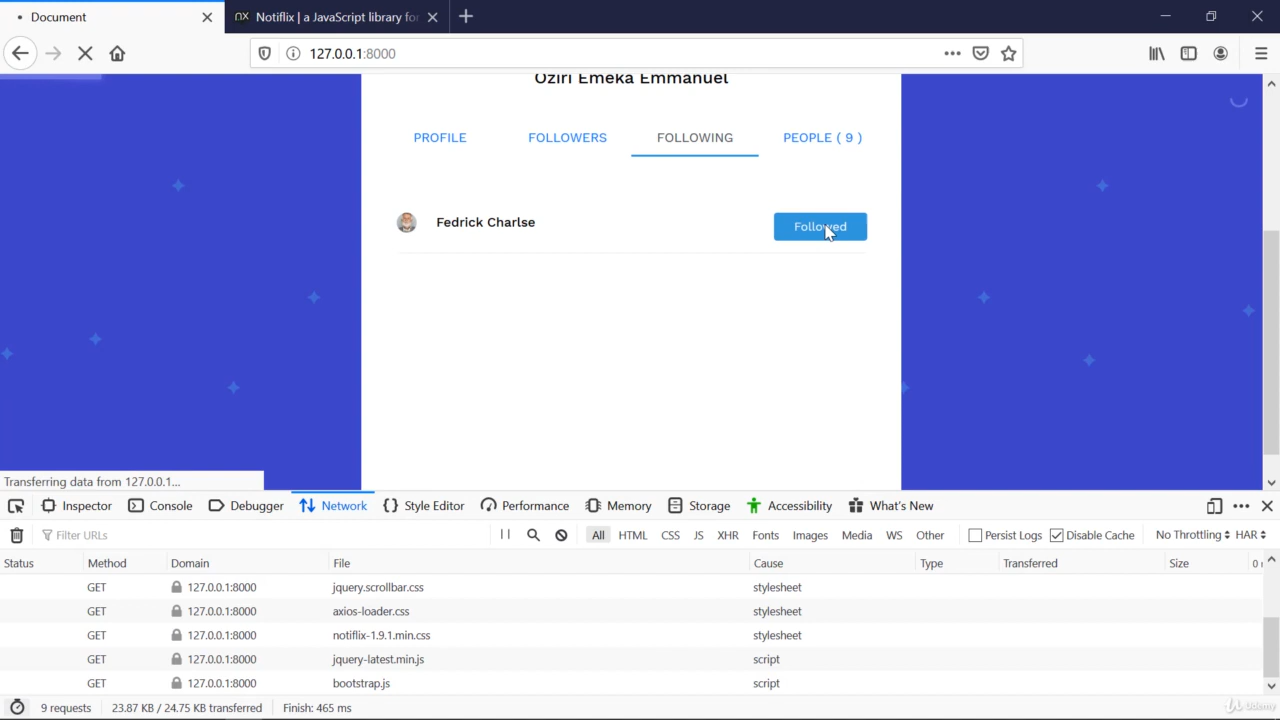 Document
NX Notiflix | a JavaScript library for
127.0.0.1:8000
Oziri Emeka Emmanuel
PROFILE FOLLOWERS FOLLOWING PEOPLE ( 9 )
Fedrick Charlse Followed
Transferring data from 127.0.0.1...
Inspector Console Debugger Network Style Editor Performance Memory Storage Accessibility What's New
Filter URLs All HTML CSS JS XHR Fonts Images Media WS Other Persist Logs Disable Cache No Throttling HAR
Status Method Domain File Cause Type Transferred Size 0
GET 127.0.0.1:8000 jquery.scrollbar.css stylesheet
GET 127.0.0.1:8000 axios-loader.css stylesheet
GET 127.0.0.1:8000 notiflix-1.9.1.min.css stylesheet
GET 127.0.0.1:8000 jquery-latest.min.js script
GET 127.0.0.1:8000 bootstrap.js script
9 requests 23.87 KB / 24.75 KB transferred Finish: 465 ms
Udemy